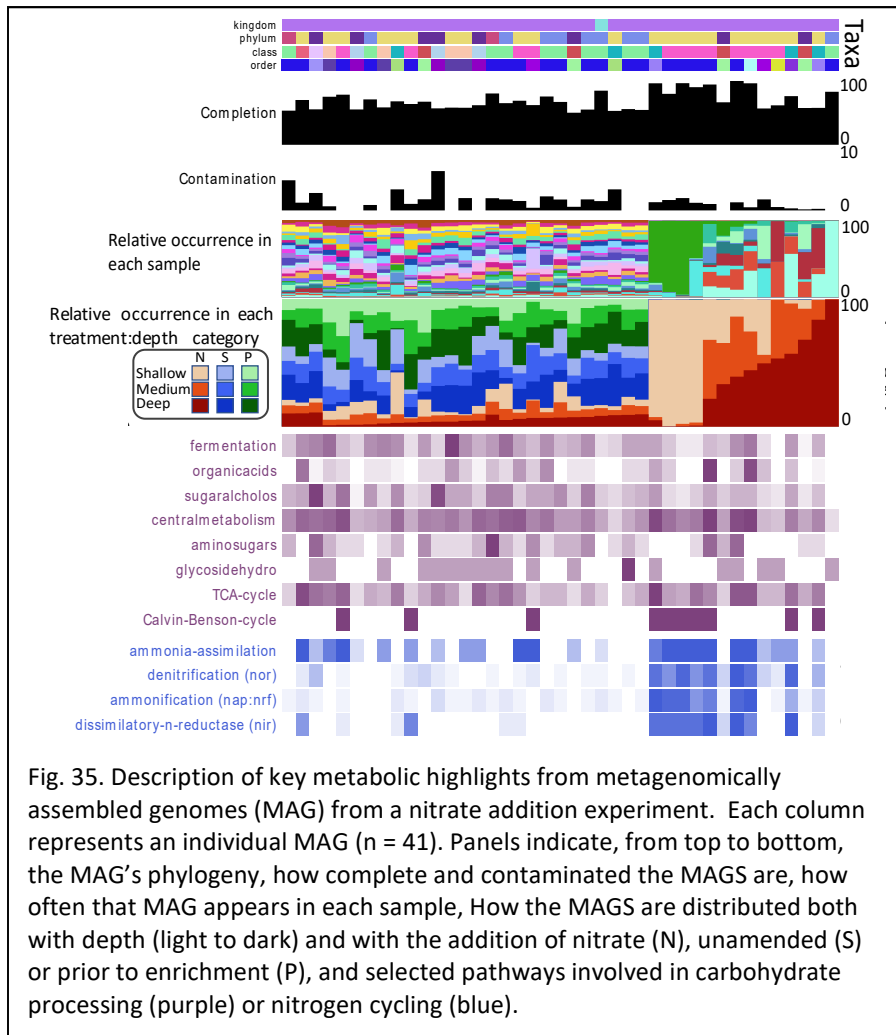 kingdom
phylum
class
order
Taxa
Completion
100
0
Contamination
10
0
Relative occurrence in
each sample
100
0
Relative occurrence in each
treatment:depth category
100
0
N S P
Shallow
Medium
Deep
fermentation
organicacids
sugaralcholos
centralmetabolism
aminosugars
glycosidehydro
TCA-cycle
Calvin-Benson-cycle
ammonia-assimilation
denitrification (nor)
ammonification (nap:nrf)
dissimilatory-n-reductase (nir)
Fig. 35. Description of key metabolic highlights from metagenomically
assembled genomes (MAG) from a nitrate addition experiment. Each column
represents an individual MAG (n = 41). Panels indicate, from top to bottom,
the MAG's phylogeny, how complete and contaminated the MAGS are, how
often that MAG appears in each sample, How the MAGS are distributed both
with depth (light to dark) and with the addition of nitrate (N), unamended (S)
or prior to enrichment (P), and selected pathways involved in carbohydrate
processing (purple) or nitrogen cycling (blue).